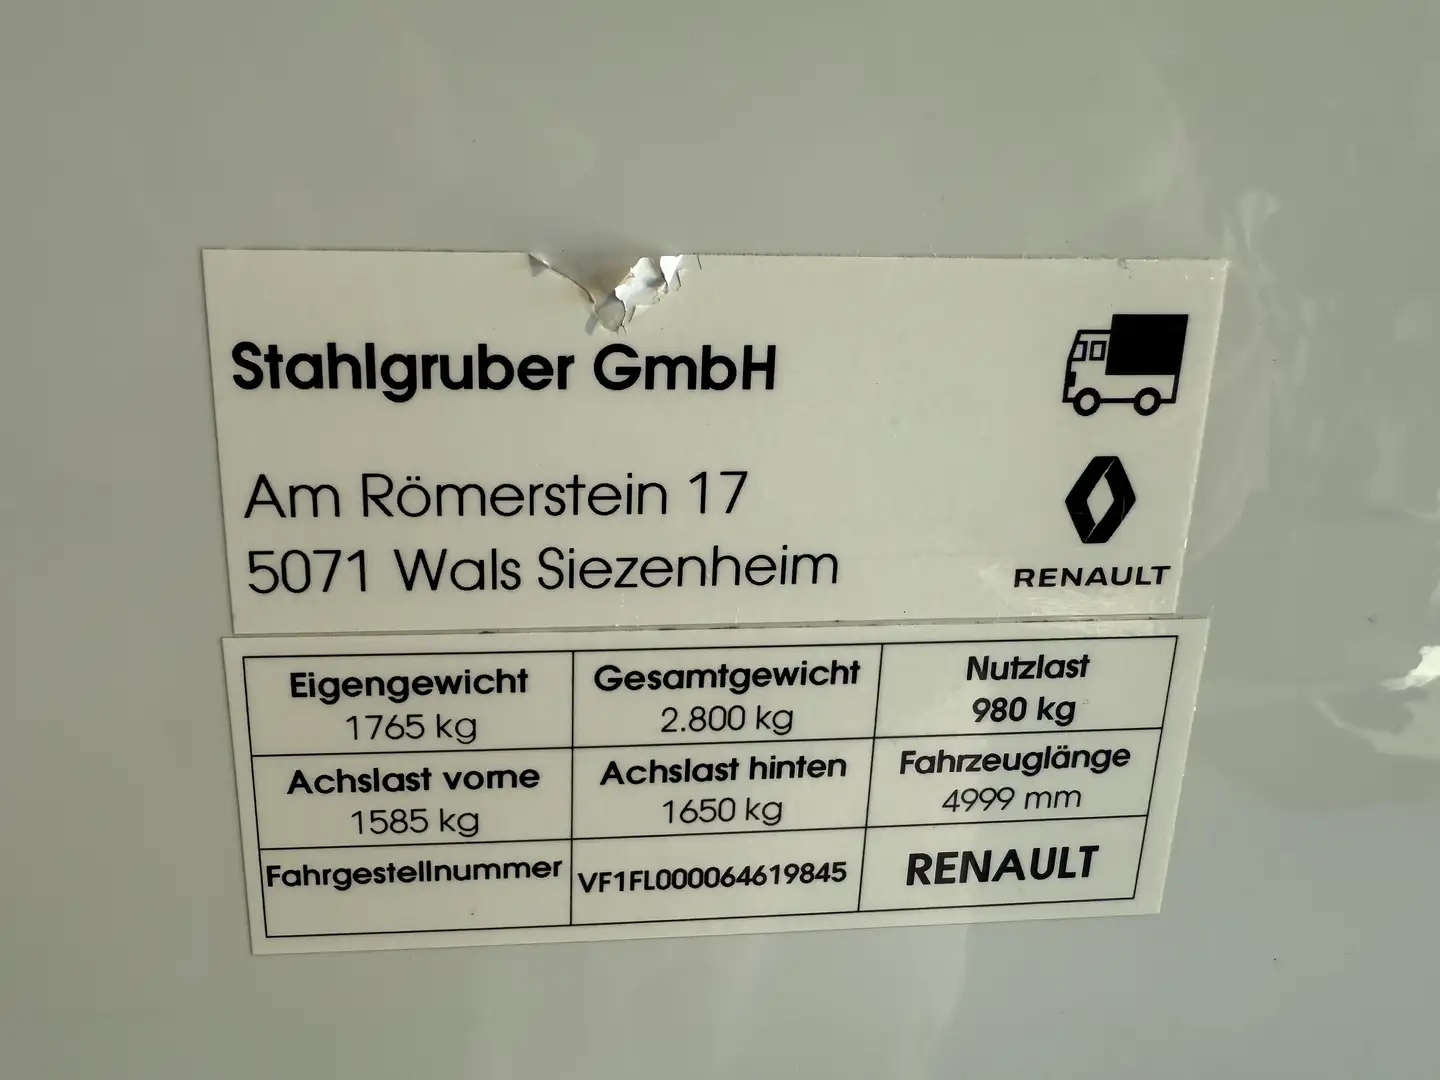 Stahlgruber GmbH
Am Römerstein 17
5071 Wals Siezenheim
RENAULT
Eigengewicht
1765 kg
Gesamtgewicht
2.800 kg
Nutzlast
980 kg
Achslast vorne
1585 kg
Achslast hinten
1650 kg
Fahrzeuglänge
4999 mm
Fahrgestellnummer
VF1FL000064619845
RENAULT